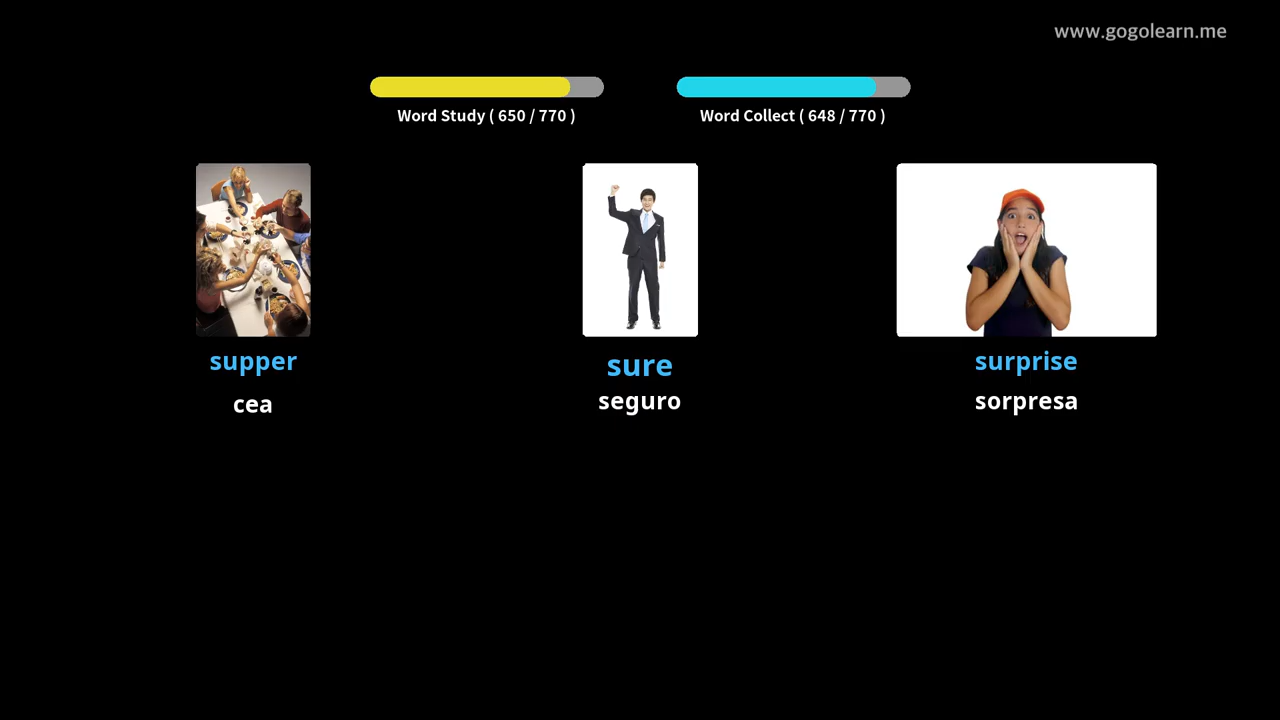 www.gogolearn.me
Word Study ( 650 / 770 )
Word Collect ( 648 / 770 )
supper
sure
surprise
cea
seguro
sorpresa